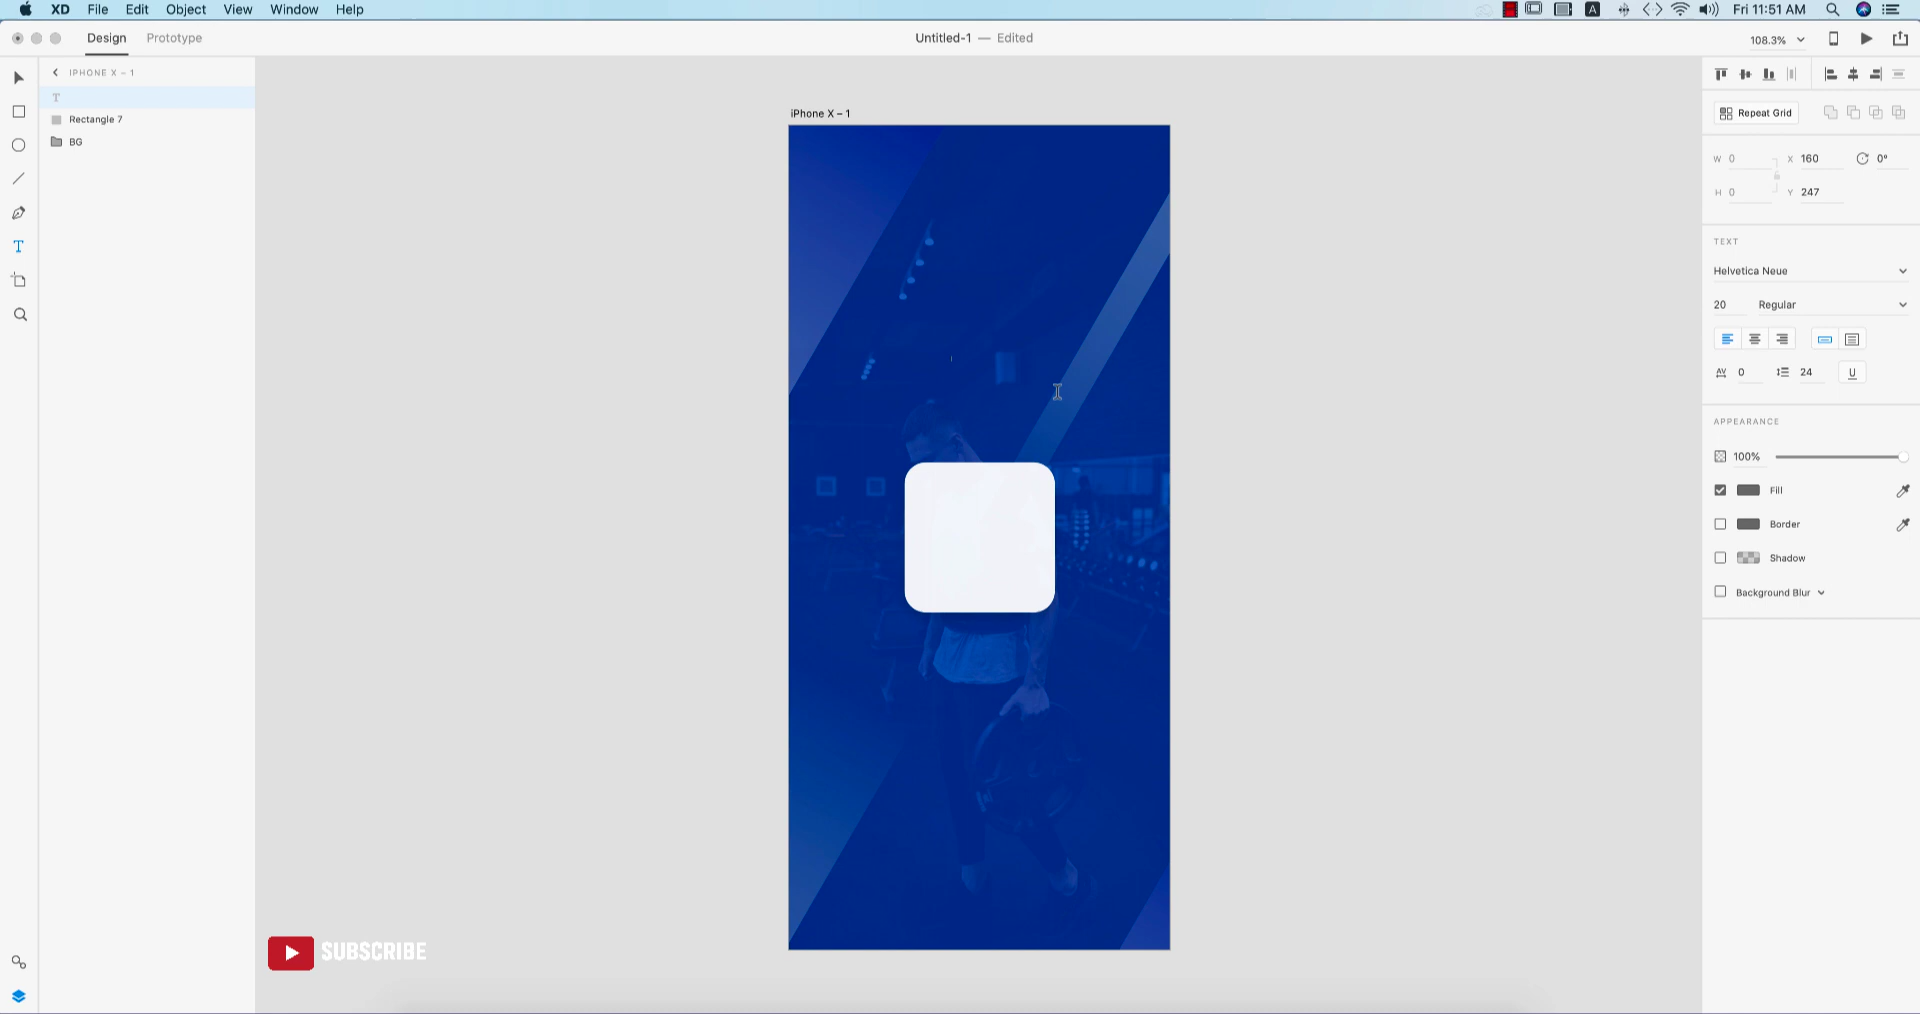 XD File Edit Object View Window Help
A Fri 11:51 AM
Design Prototype
Untitled-1 — Edited
108.3%
IPHONE X – 1
T
Rectangle 7
BG
T
iPhone X – 1
Repeat Grid
W 0 X 160 0°
H 0 Y 247
TEXT
Helvetica Neue
20 Regular
AV 0 24 U
APPEARANCE
100%
Fill
Border
Shadow
Background Blur
SUBSCRIBE